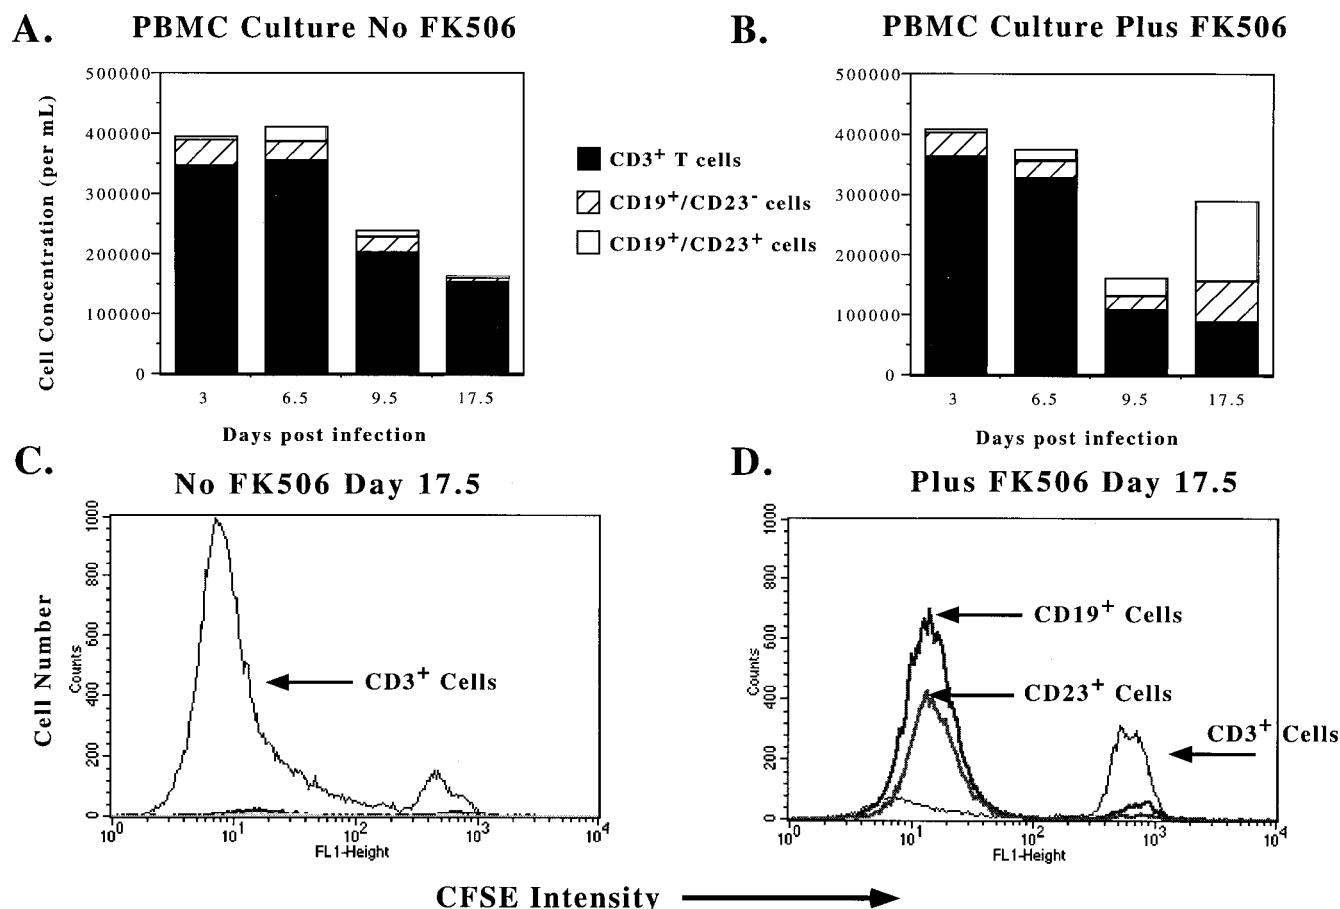 A.
PBMC Culture No FK506
Cell Concentration (per mL)
500000
400000
300000
200000
100000
0
3 6.5 9.5 17.5
Days post infection
CD3+ T cells
CD19+/CD23- cells
CD19+/CD23+ cells
B.
PBMC Culture Plus FK506
500000
400000
300000
200000
100000
0
3 6.5 9.5 17.5
Days post infection
C.
No FK506 Day 17.5
Cell Number
Counts
1000
800
600
400
200
0
CD3+ Cells
10^0 10^1 10^2 10^3 10^4
FL1-Height
D.
Plus FK506 Day 17.5
Counts
1000
800
600
400
200
0
CD19+ Cells
CD23+ Cells
CD3+ Cells
10^0 10^1 10^2 10^3 10^4
FL1-Height
CFSE Intensity